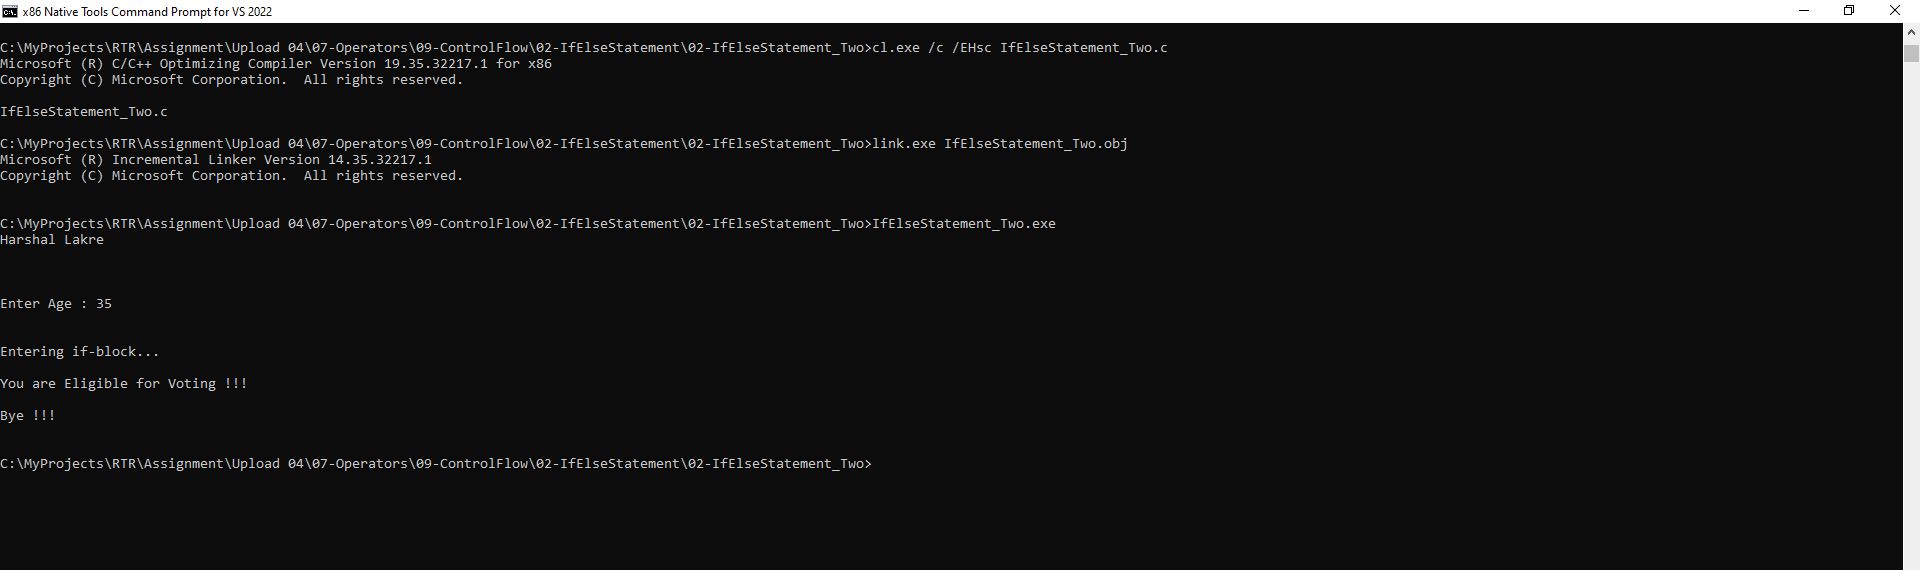 x86 Native Tools Command Prompt for VS 2022
C:\MyProjects\RTR\Assignment\Upload 04\07-Operators\09-ControlFlow\02-IfElseStatement\02-IfElseStatement_Two>cl.exe /c /EHsc IfElseStatement_Two.c
Microsoft (R) C/C++ Optimizing Compiler Version 19.35.32217.1 for x86
Copyright (C) Microsoft Corporation.  All rights reserved.
IfElseStatement_Two.c
C:\MyProjects\RTR\Assignment\Upload 04\07-Operators\09-ControlFlow\02-IfElseStatement\02-IfElseStatement_Two>link.exe IfElseStatement_Two.obj
Microsoft (R) Incremental Linker Version 14.35.32217.1
Copyright (C) Microsoft Corporation.  All rights reserved.
C:\MyProjects\RTR\Assignment\Upload 04\07-Operators\09-ControlFlow\02-IfElseStatement\02-IfElseStatement_Two>IfElseStatement_Two.exe
Harshal Lakre
Enter Age : 35
Entering if-block...
You are Eligible for Voting !!!
Bye !!!
C:\MyProjects\RTR\Assignment\Upload 04\07-Operators\09-ControlFlow\02-IfElseStatement\02-IfElseStatement_Two>